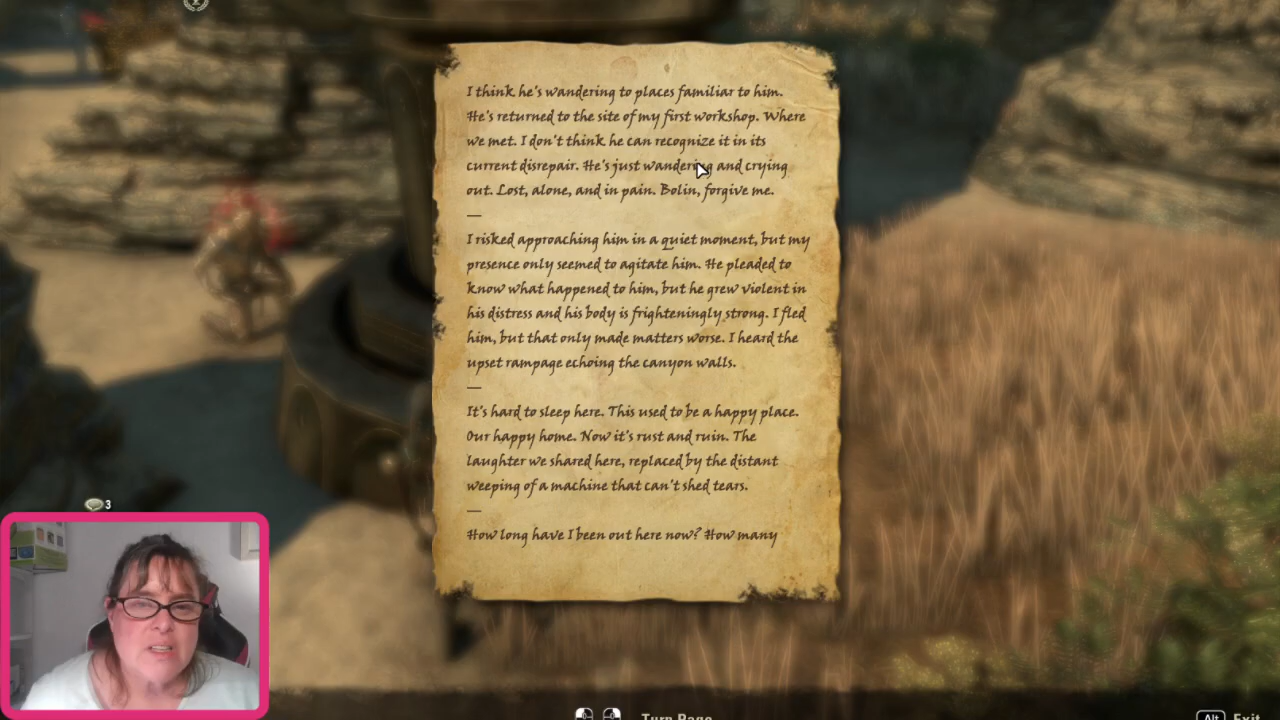 I think he's wandering to places familiar to him.
He's returned to the site of my first workshop. Where
we met. I don't think he can recognize it in its
current disrepair. He's just wandering and crying
out. Lost, alone, and in pain. Bolin, forgive me.
—
I risked approaching him in a quiet moment, but my
presence only seemed to agitate him. He pleaded to
know what happened to him, but he grew violent in
his distress and his body is frighteningly strong. I fled
him, but that only made matters worse. I heard the
upset rampage echoing the canyon walls.
—
It's hard to sleep here. This used to be a happy place.
Our happy home. Now it's rust and ruin. The
laughter we shared here, replaced by the distant
weeping of a machine that can't shed tears.
—
How long have I been out here now? How many
3
Turn Page
Alt Exit